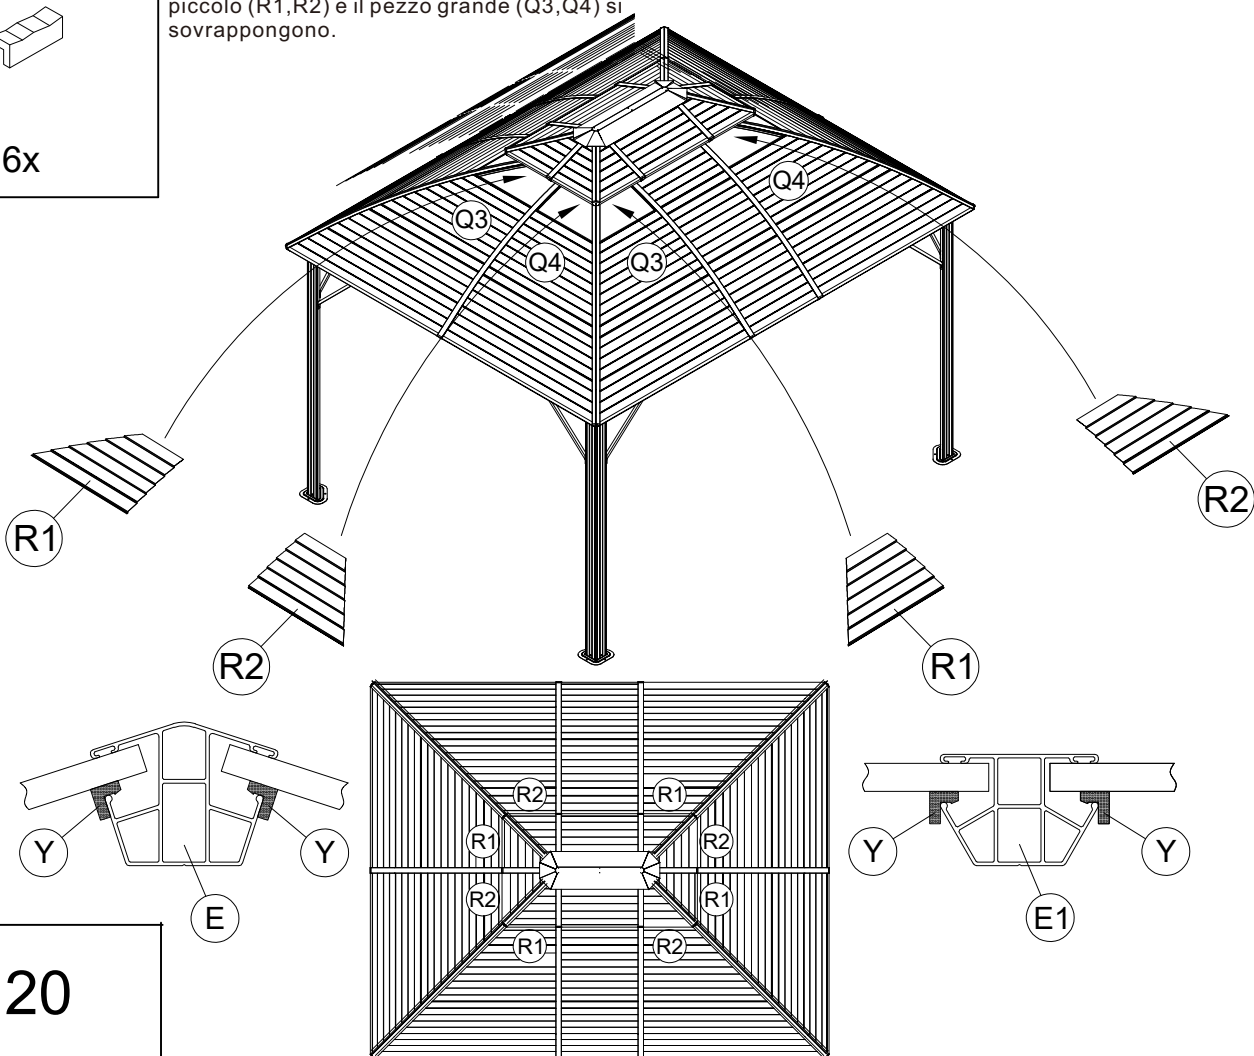 piccolo (R1,R2) e il pezzo grande (Q3,Q4) si
sovrappongono.
6x
Q4
Q3
Q4
Q3
R1
R2
R2
R1
R2
R1
R1
R2
R2
R1
R1
R2
Y
Y
E
Y
Y
E1
20